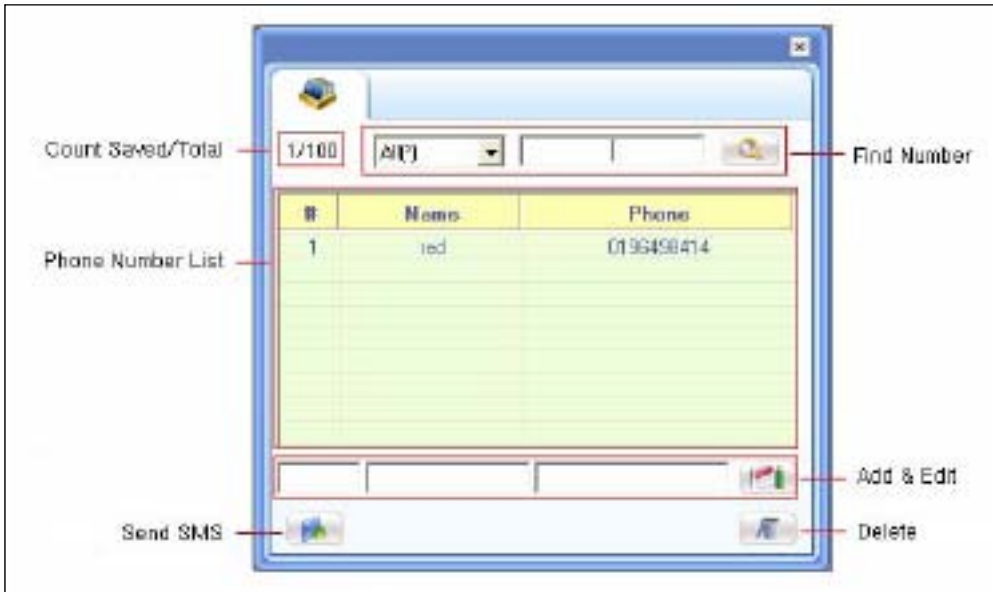 Count Saved/Total
1/100
All(*)
Find Number
# Name Phone
Phone Number List
1 red 0196498414
Add & Edit
Send SMS
Delete